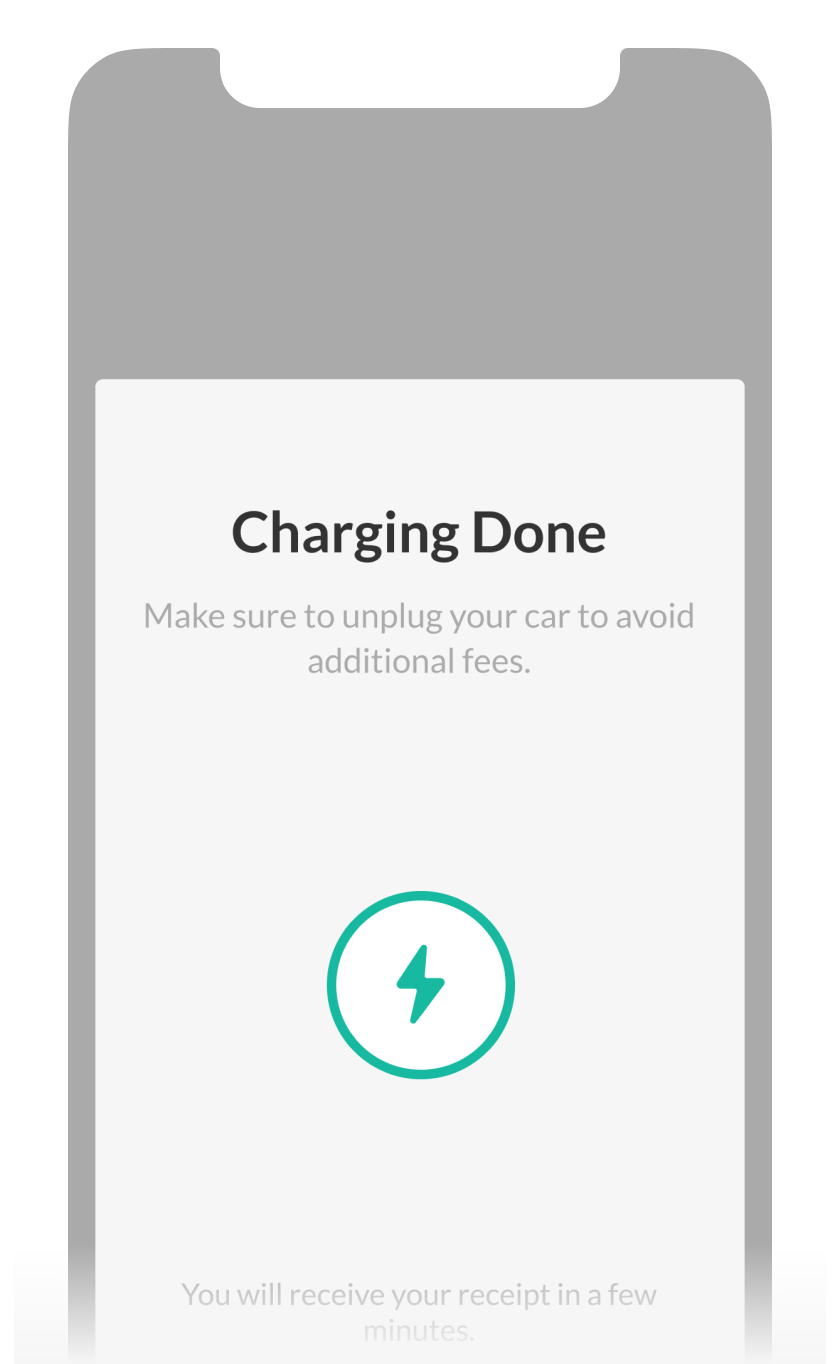 Charging Done
Make sure to unplug your car to avoid
additional fees.
You will receive your receipt in a few
minutes.